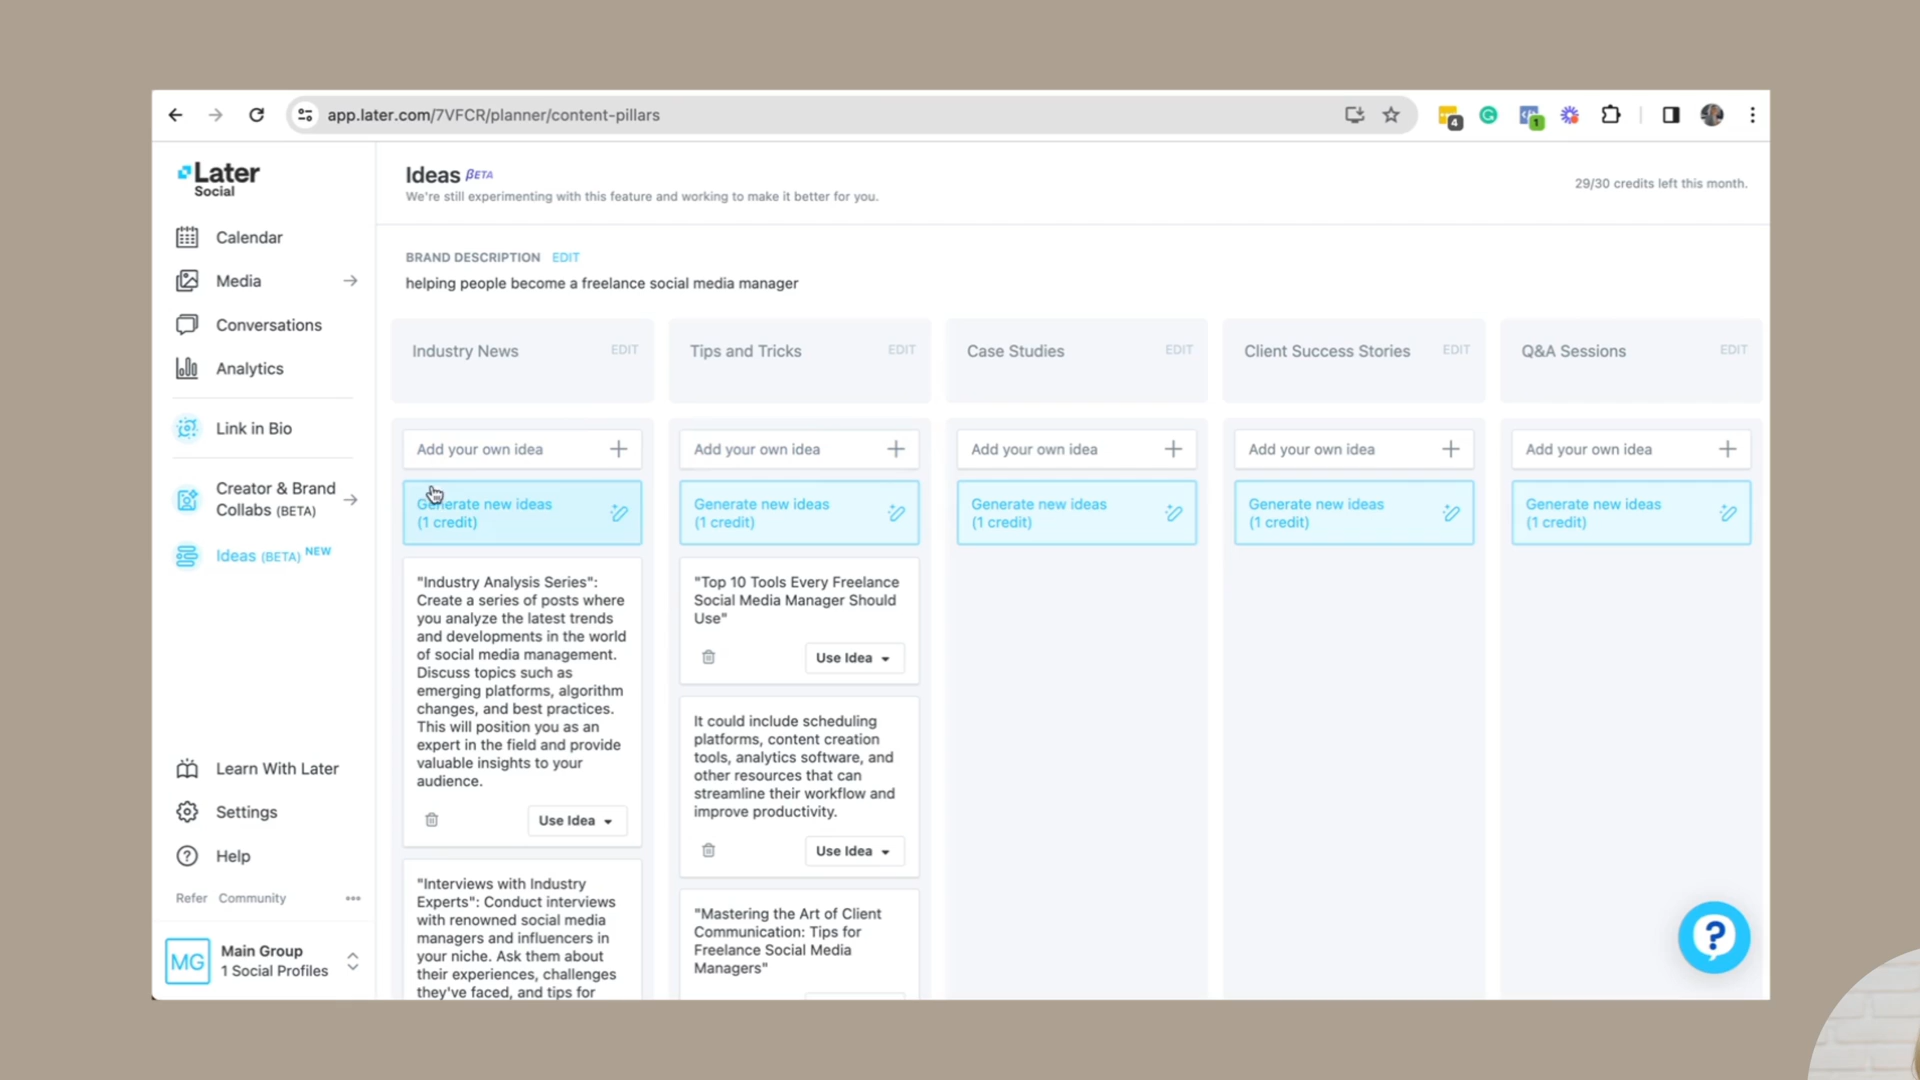 app.later.com/7VFCR/planner/content-pillars
4
1
Later
Social
Calendar
Media
Conversations
Analytics
Link in Bio
Creator & Brand
Collabs (BETA)
Ideas (BETA) NEW
Learn With Later
Settings
Help
Refer Community
MG
Main Group
1 Social Profiles
Ideas BETA
We're still experimenting with this feature and working to make it better for you.
29/30 credits left this month.
BRAND DESCRIPTION EDIT
helping people become a freelance social media manager
Industry News EDIT
Add your own idea
Generate new ideas
(1 credit)
"Industry Analysis Series":
Create a series of posts where
you analyze the latest trends
and developments in the world
of social media management.
Discuss topics such as
emerging platforms, algorithm
changes, and best practices.
This will position you as an
expert in the field and provide
valuable insights to your
audience.
Use Idea
"Interviews with Industry
Experts": Conduct interviews
with renowned social media
managers and influencers in
your niche. Ask them about
their experiences, challenges
they've faced, and tips for
Tips and Tricks EDIT
Add your own idea
Generate new ideas
(1 credit)
"Top 10 Tools Every Freelance
Social Media Manager Should
Use"
Use Idea
It could include scheduling
platforms, content creation
tools, analytics software, and
other resources that can
streamline their workflow and
improve productivity.
Use Idea
"Mastering the Art of Client
Communication: Tips for
Freelance Social Media
Managers"
Case Studies EDIT
Add your own idea
Generate new ideas
(1 credit)
Client Success Stories EDIT
Add your own idea
Generate new ideas
(1 credit)
Q&A Sessions EDIT
Add your own idea
Generate new ideas
(1 credit)
?